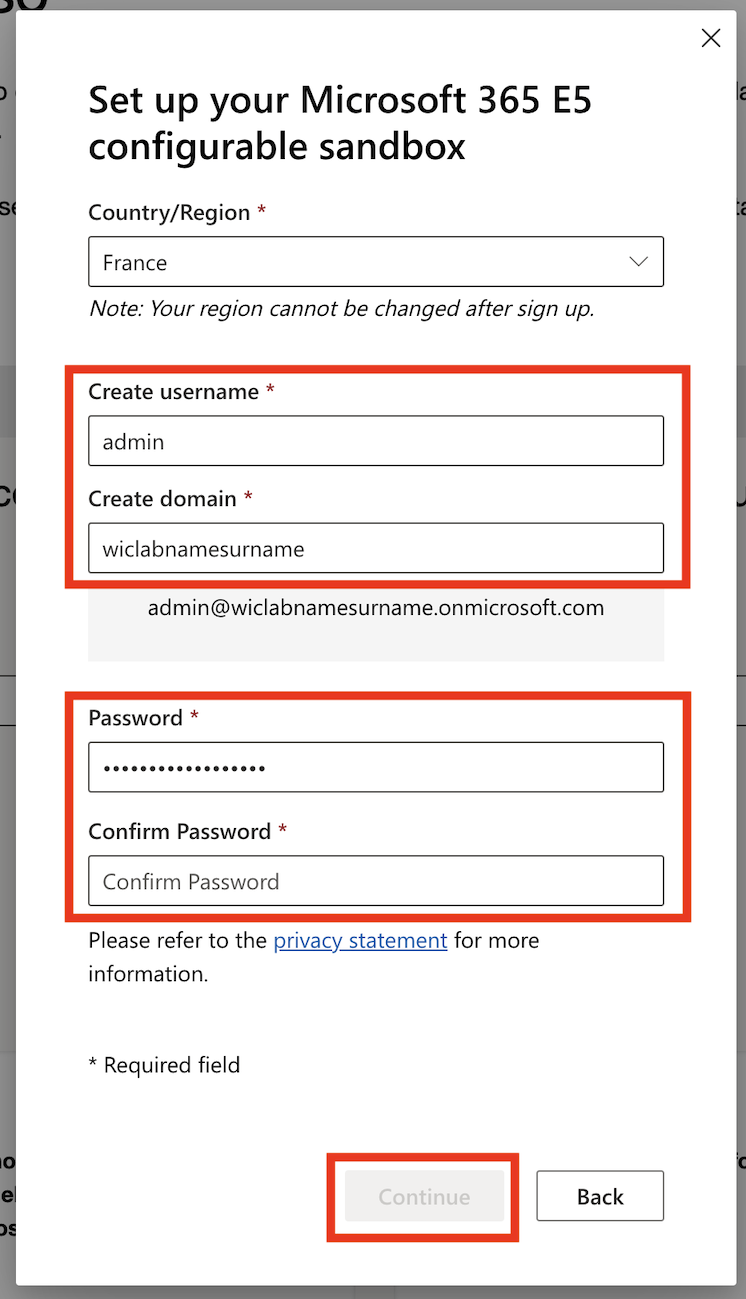 Set up your Microsoft 365 E5
configurable sandbox
Country/Region *
France
Note: Your region cannot be changed after sign up.
Create username *
admin
Create domain *
wiclabnamesurname
admin@wiclabnamesurname.onmicrosoft.com
Password *
••••••••••••••••••
Confirm Password *
Confirm Password
Please refer to the privacy statement for more
information.
* Required field
Continue
Back